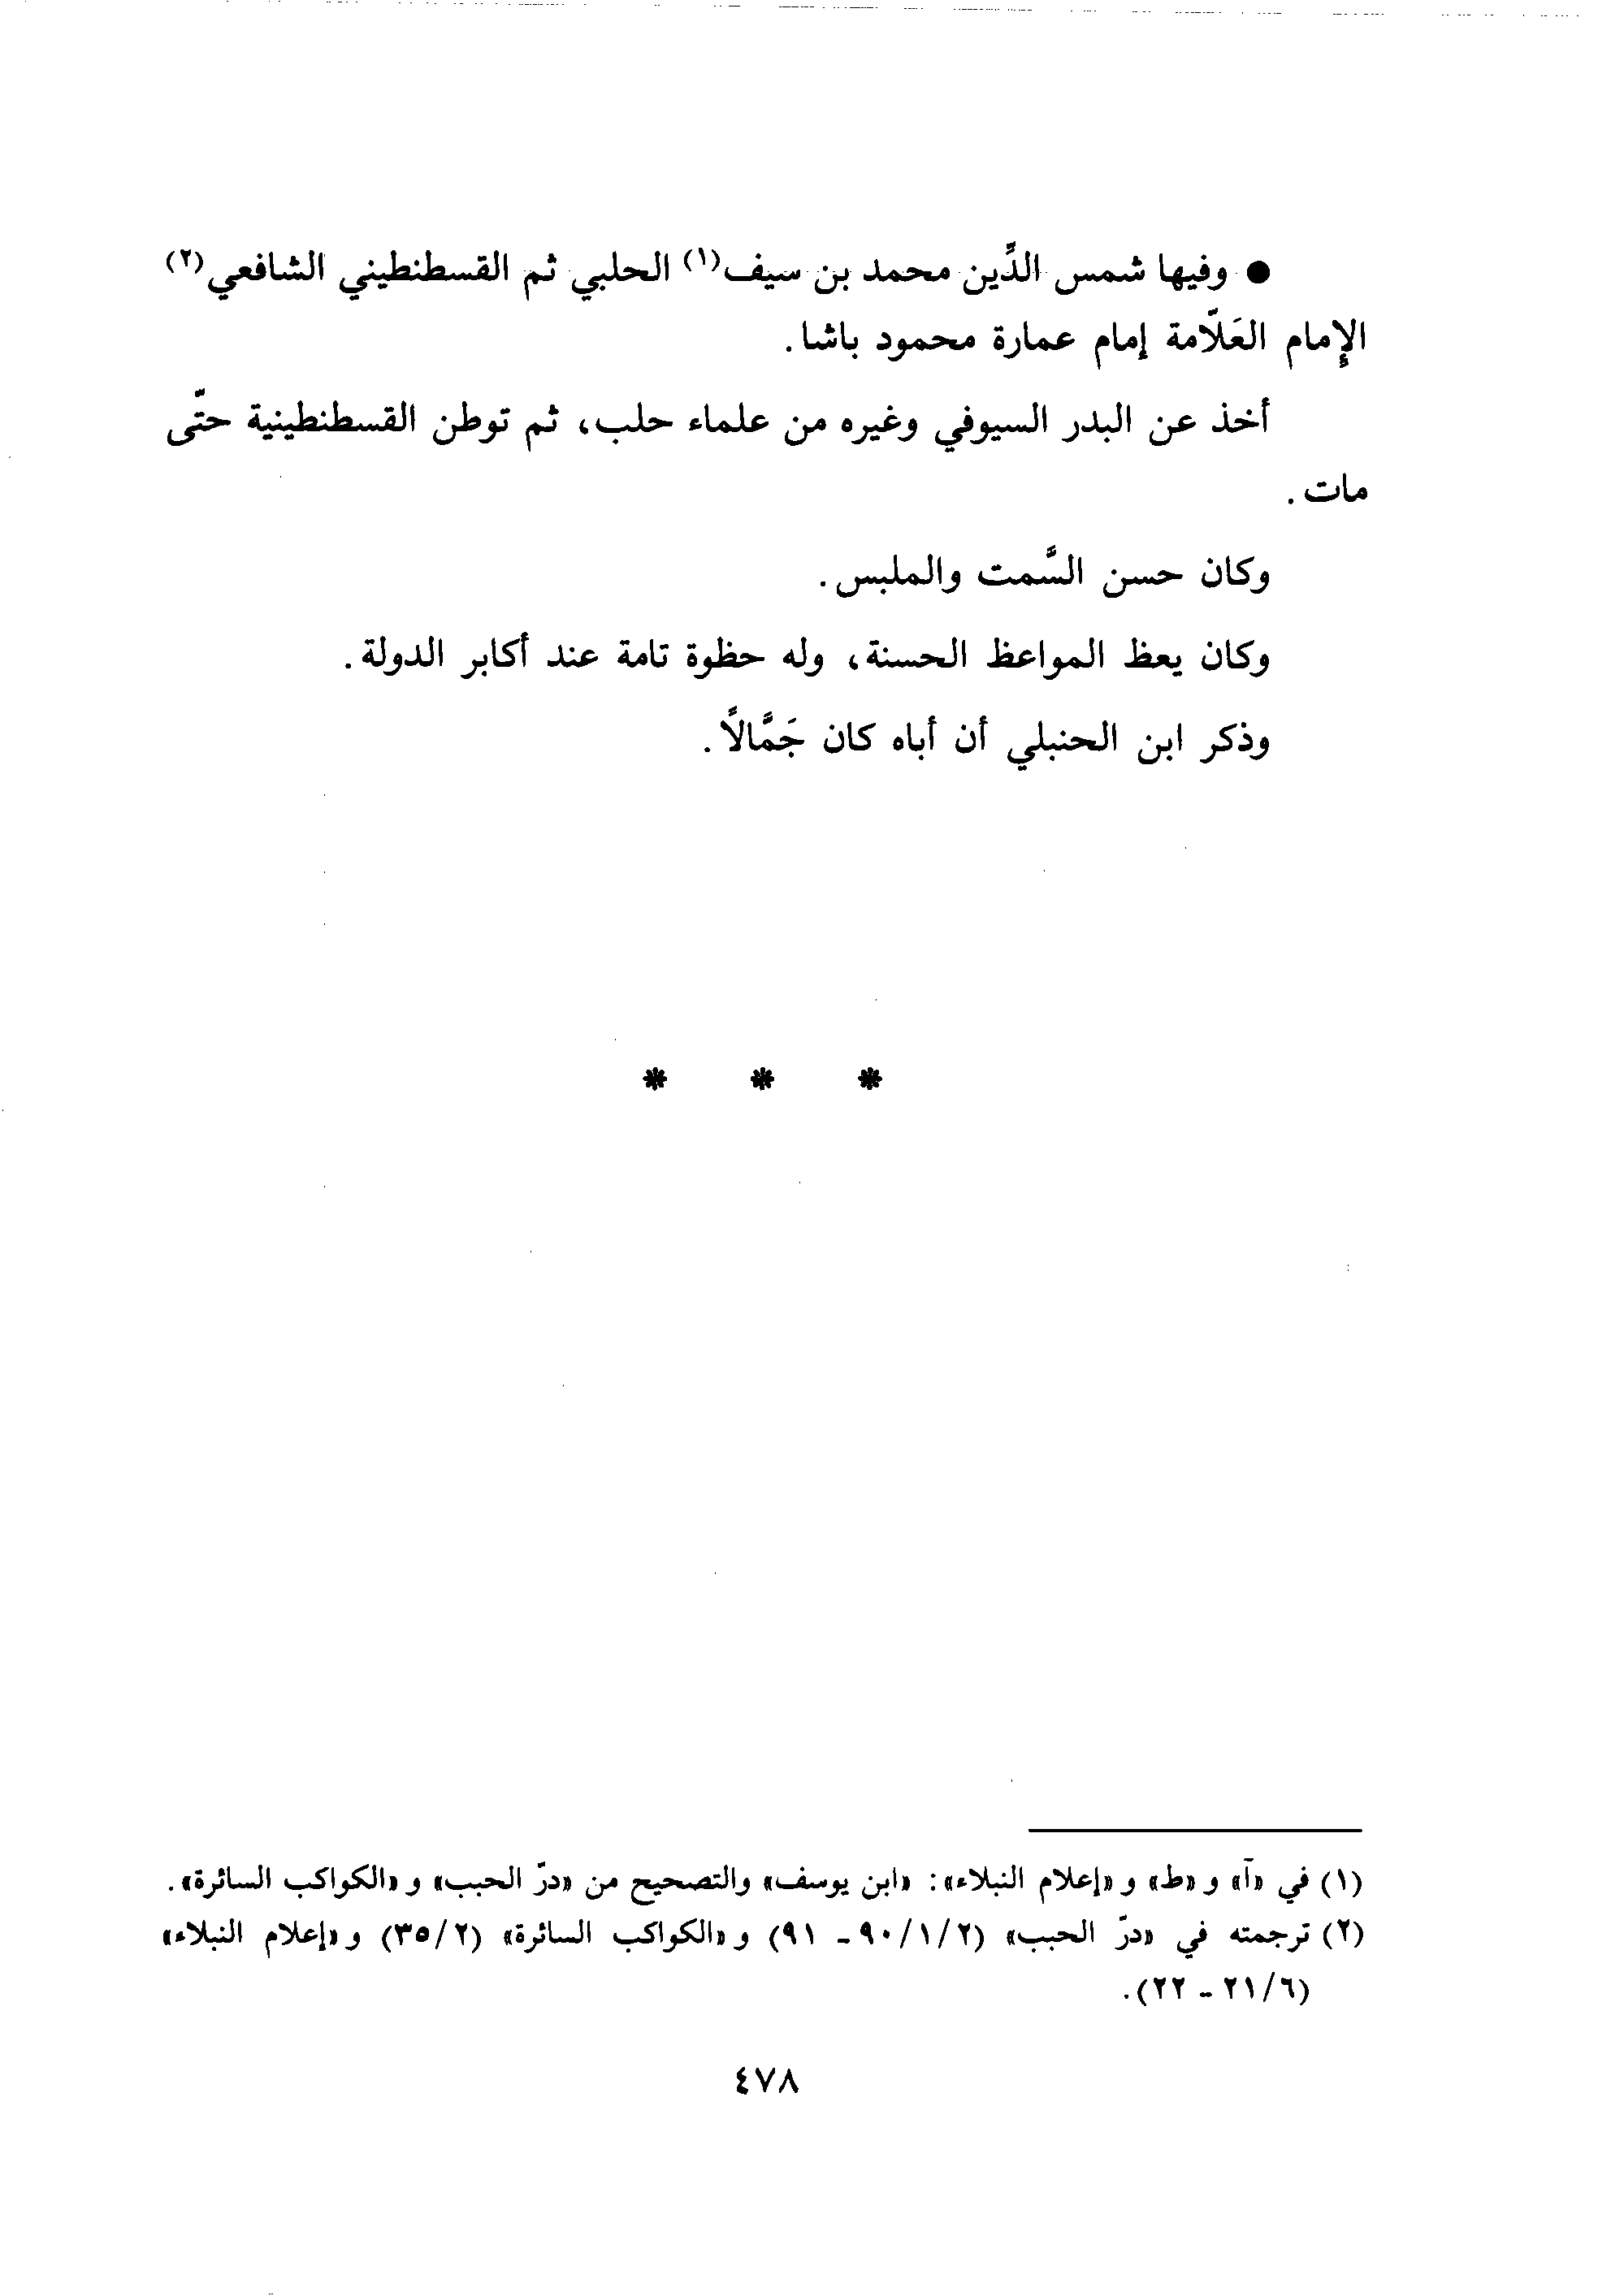 ● وفيها شمس الدِّين محمد بن سيف(١) الحلبي ثم القسطنطيني الشافعي(٢)
الإِمام العَلاّمة إمام عمارة محمود باشا.
أخذ عن البدر السيوفي وغيره من علماء حلب، ثم توطن القسطنطينية حتّى
مات.
وكان حسن السَّمت والملبس.
وكان يعظ المواعظ الحسنة، وله حظوة تامة عند أكابر الدولة.
وذكر ابن الحنبلي أن أباه كان جَمَّالاً.
* * *
(١) في «آ» و «ط» و «إعلام النبلاء»: «ابن يوسف» والتصحيح من «درّ الحبب» و «الكواكب السائرة».
(٢) ترجمته في «درّ الحبب» (٢/١/٩٠ - ٩١) و «الكواكب السائرة» (٢/٣٥) و «إعلام النبلاء»
(٦/٢١ - ٢٢).
٤٧٨